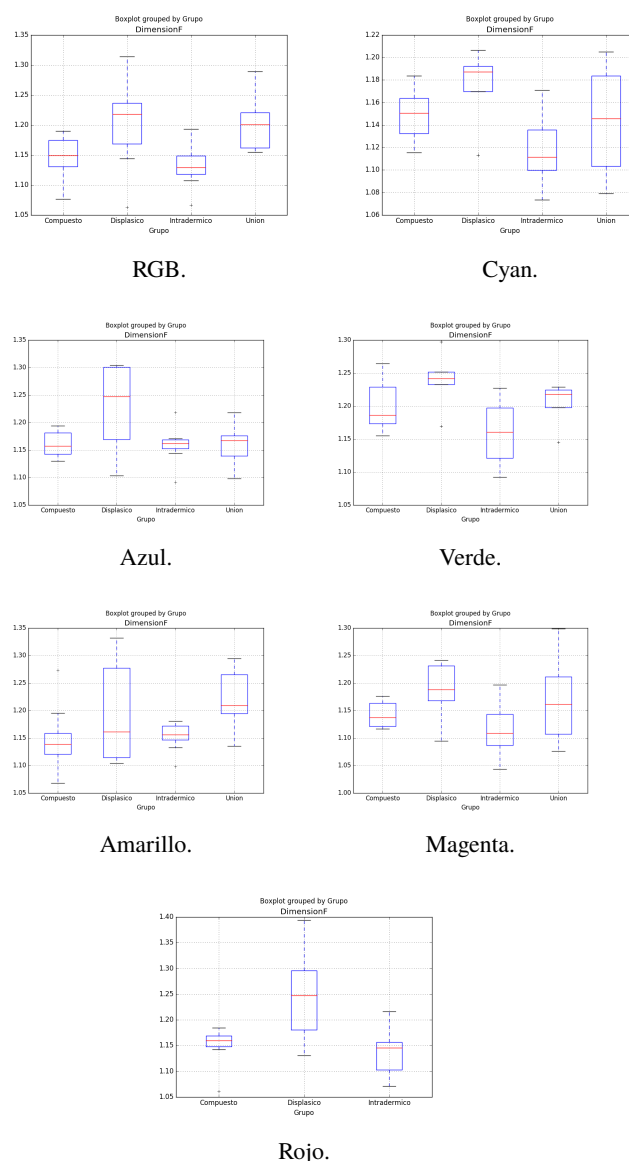 Boxplot grouped by Grupo
DimensionF
1.35
1.30
1.25
1.20
1.15
1.10
1.05
Compuesto Displasico Intradermico Union
Grupo
RGB.
Boxplot grouped by Grupo
DimensionF
1.22
1.20
1.18
1.16
1.14
1.12
1.10
1.08
1.06
Compuesto Displasico Intradermico Union
Grupo
Cyan.
Boxplot grouped by Grupo
DimensionF
1.35
1.30
1.25
1.20
1.15
1.10
1.05
Compuesto Displasico Intradermico Union
Grupo
Azul.
Boxplot grouped by Grupo
DimensionF
1.30
1.25
1.20
1.15
1.10
1.05
Compuesto Displasico Intradermico Union
Grupo
Verde.
Boxplot grouped by Grupo
DimensionF
1.35
1.30
1.25
1.20
1.15
1.10
1.05
Compuesto Displasico Intradermico Union
Grupo
Amarillo.
Boxplot grouped by Grupo
DimensionF
1.30
1.25
1.20
1.15
1.10
1.05
1.00
Compuesto Displasico Intradermico Union
Grupo
Magenta.
Boxplot grouped by Grupo
DimensionF
1.40
1.35
1.30
1.25
1.20
1.15
1.10
1.05
Compuesto Displasico Intradermico
Grupo
Rojo.